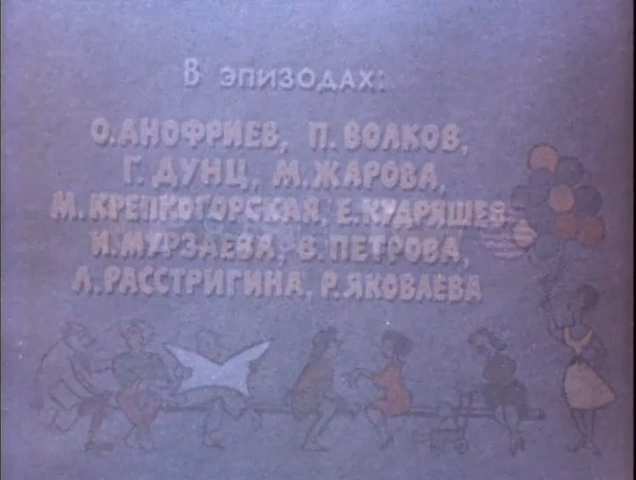 В ЭПИЗОДАХ:
О. АНОФРИЕВ, П. ВОЛКОВ,
Г. ДУНЦ, М. ЖАРОВА,
М. КРЕПКОГОРСКАЯ, Е. КУДРЯШЕВ,
И. МУРЗАЕВА, В. ПЕТРОВА,
Л. РАССТРИГИНА, Р. ЯКОВЛЕВА